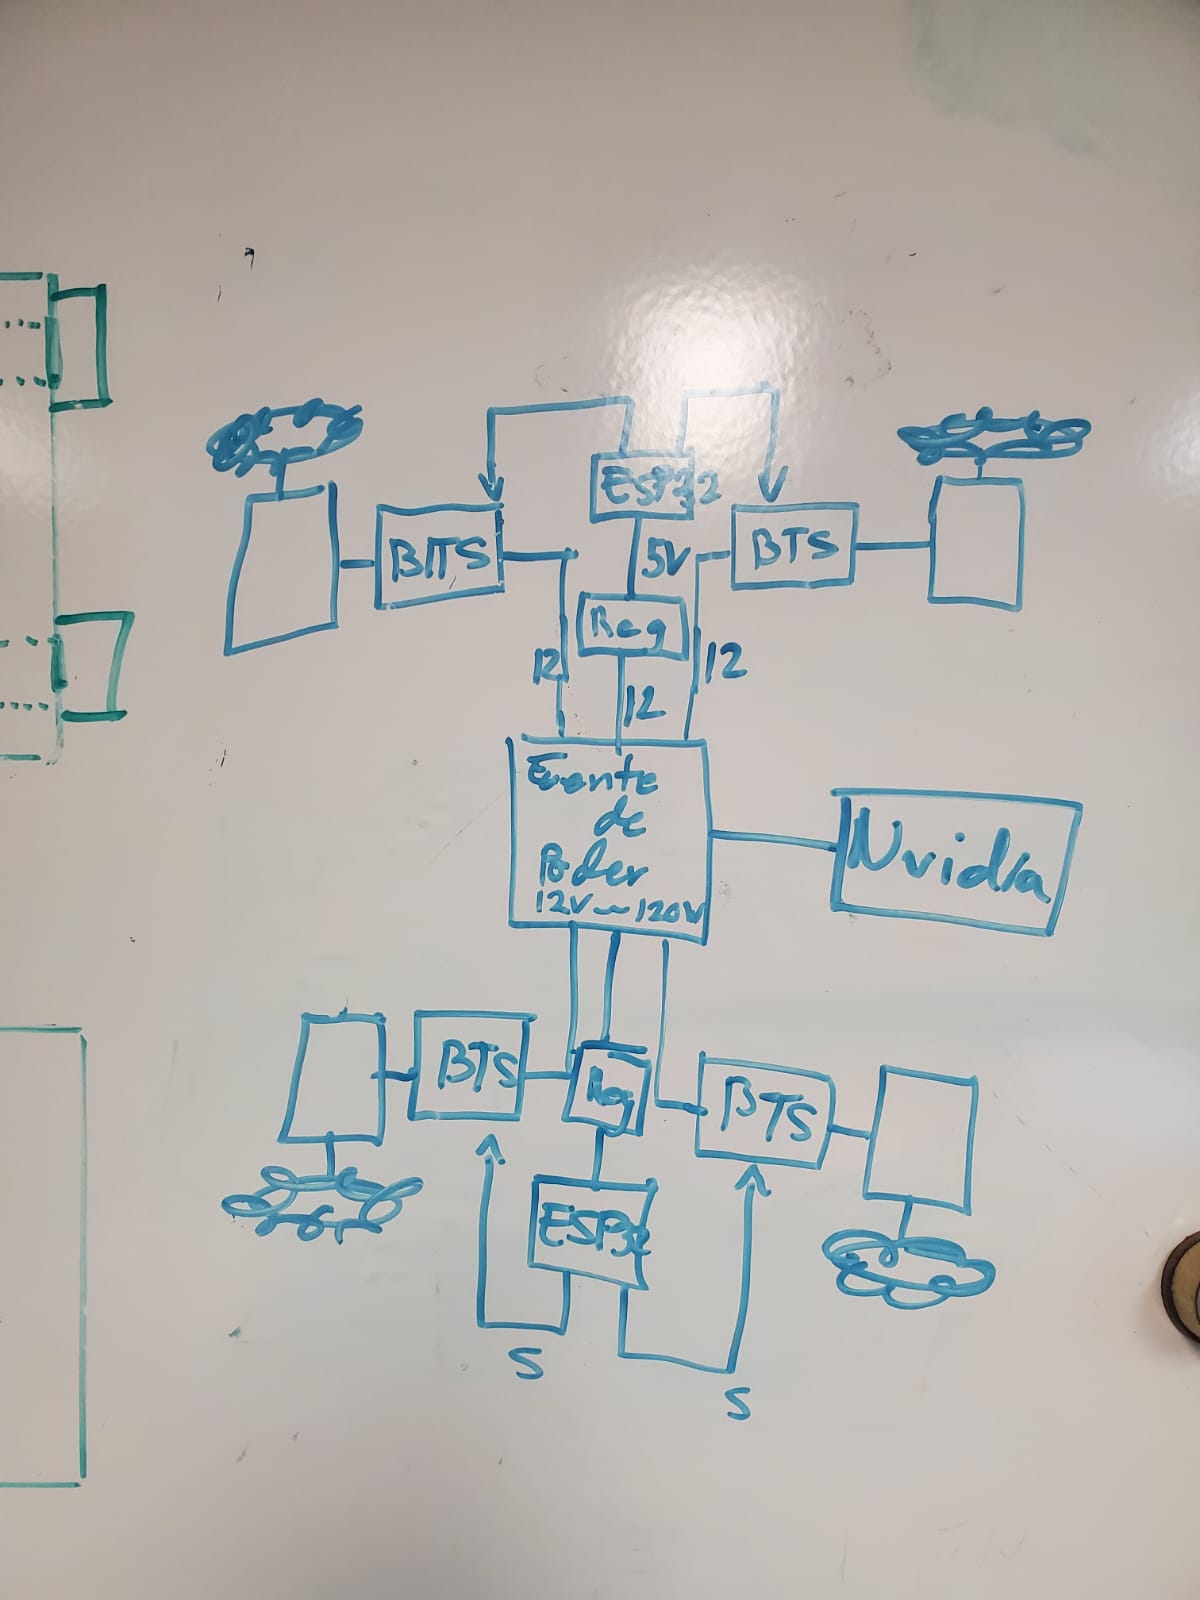 ESP32
BTS
5V
BTS
Reg
12
12
12
Fuente
de
Poder
12V ~ 120V
Nvidia
BTS
Reg
BTS
ESP32
S
S